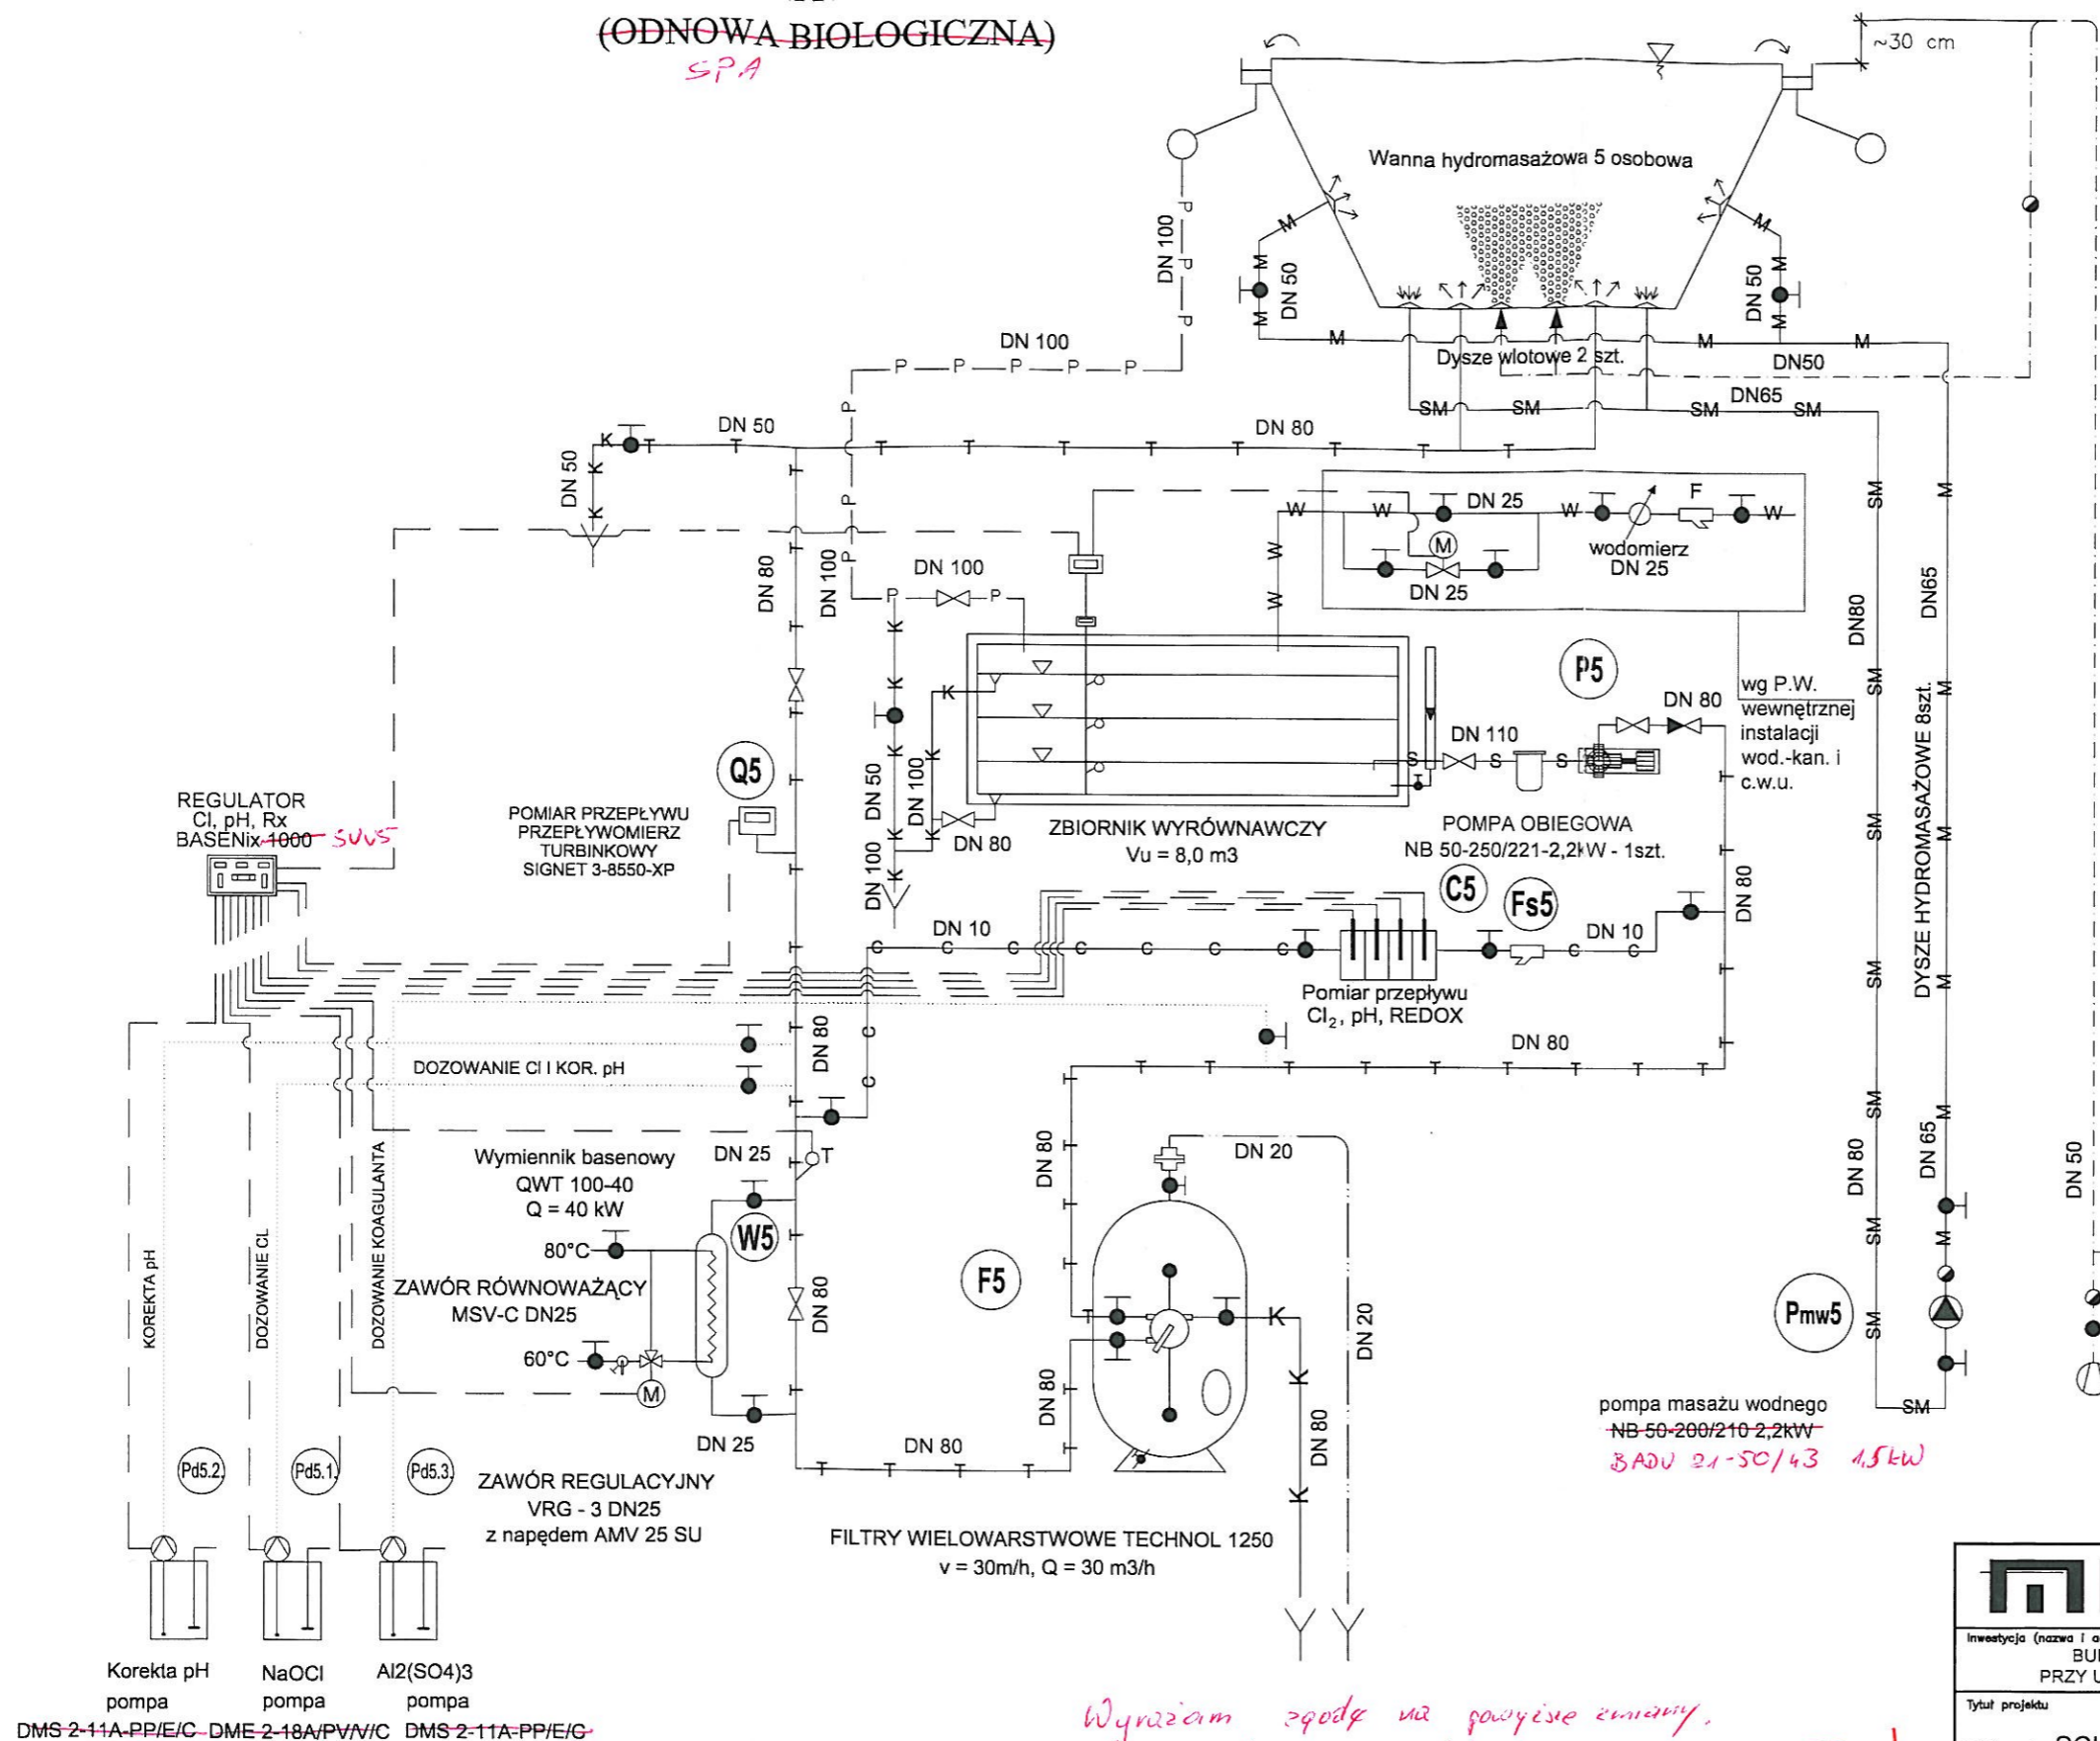 (ODNOWA BIOLOGICZNA)
SPA
~30 cm
Wanna hydromasażowa 5 osobowa
DN 100
DN 50
DN 50
DN 100
Dysze wlotowe 2 szt.
DN50
DN65
DN 50
DN 80
DN 50
DN 25
F
wodomierz
DN 25
M
DN 25
DN 80
DN 100
DN 100
DN80
DN65
P5
wg P.W.
wewnętrznej
instalacji
wod.-kan. i
c.w.u.
DN 80
DN 110
Q5
DN 50
DN 100
DN 80
DN 100
ZBIORNIK WYRÓWNAWCZY
Vu = 8,0 m3
POMPA OBIEGOWA
NB 50-250/221-2,2kW - 1szt.
DYSZE HYDROMASAŻOWE 8szt.
REGULATOR
Cl, pH, Rx
BASENix 1000 SUV5
POMIAR PRZEPŁYWU
PRZEPŁYWOMIERZ
TURBINKOWY
SIGNET 3-8550-XP
C5
Fs5
DN 80
DN 10
DN 10
Pomiar przepływu
Cl2, pH, REDOX
DN 80
DN 80
DOZOWANIE Cl I KOR. pH
DN 80
DN 65
DN 50
Wymiennik basenowy
QWT 100-40
Q = 40 kW
DN 25
T
W5
80°C
ZAWÓR RÓWNOWAŻĄCY
MSV-C DN25
60°C
M
DN 25
DN 80
DN 80
DN 20
F5
DN 80
DN 80
DN 20
DN 80
KOREKTA pH
DOZOWANIE CL
DOZOWANIE KOAGULANTA
Pmw5
pompa masażu wodnego
NB 50-200/210 2,2kW
BADU 21-50/43 1,5 kW
Pd5.2.
Pd5.1.
Pd5.3.
ZAWÓR REGULACYJNY
VRG - 3 DN25
z napędem AMV 25 SU
FILTRY WIELOWARSTWOWE TECHNOL 1250
v = 30m/h, Q = 30 m3/h
Korekta pH
pompa
DMS 2-11A-PP/E/C
NaOCl
pompa
DME 2-18A/PV/V/C
Al2(SO4)3
pompa
DMS 2-11A-PP/E/C
Wyrażam zgodę na powyższe zmiany.
Inwestycja (nazwa i a
PRZY U
Tytuł projektu